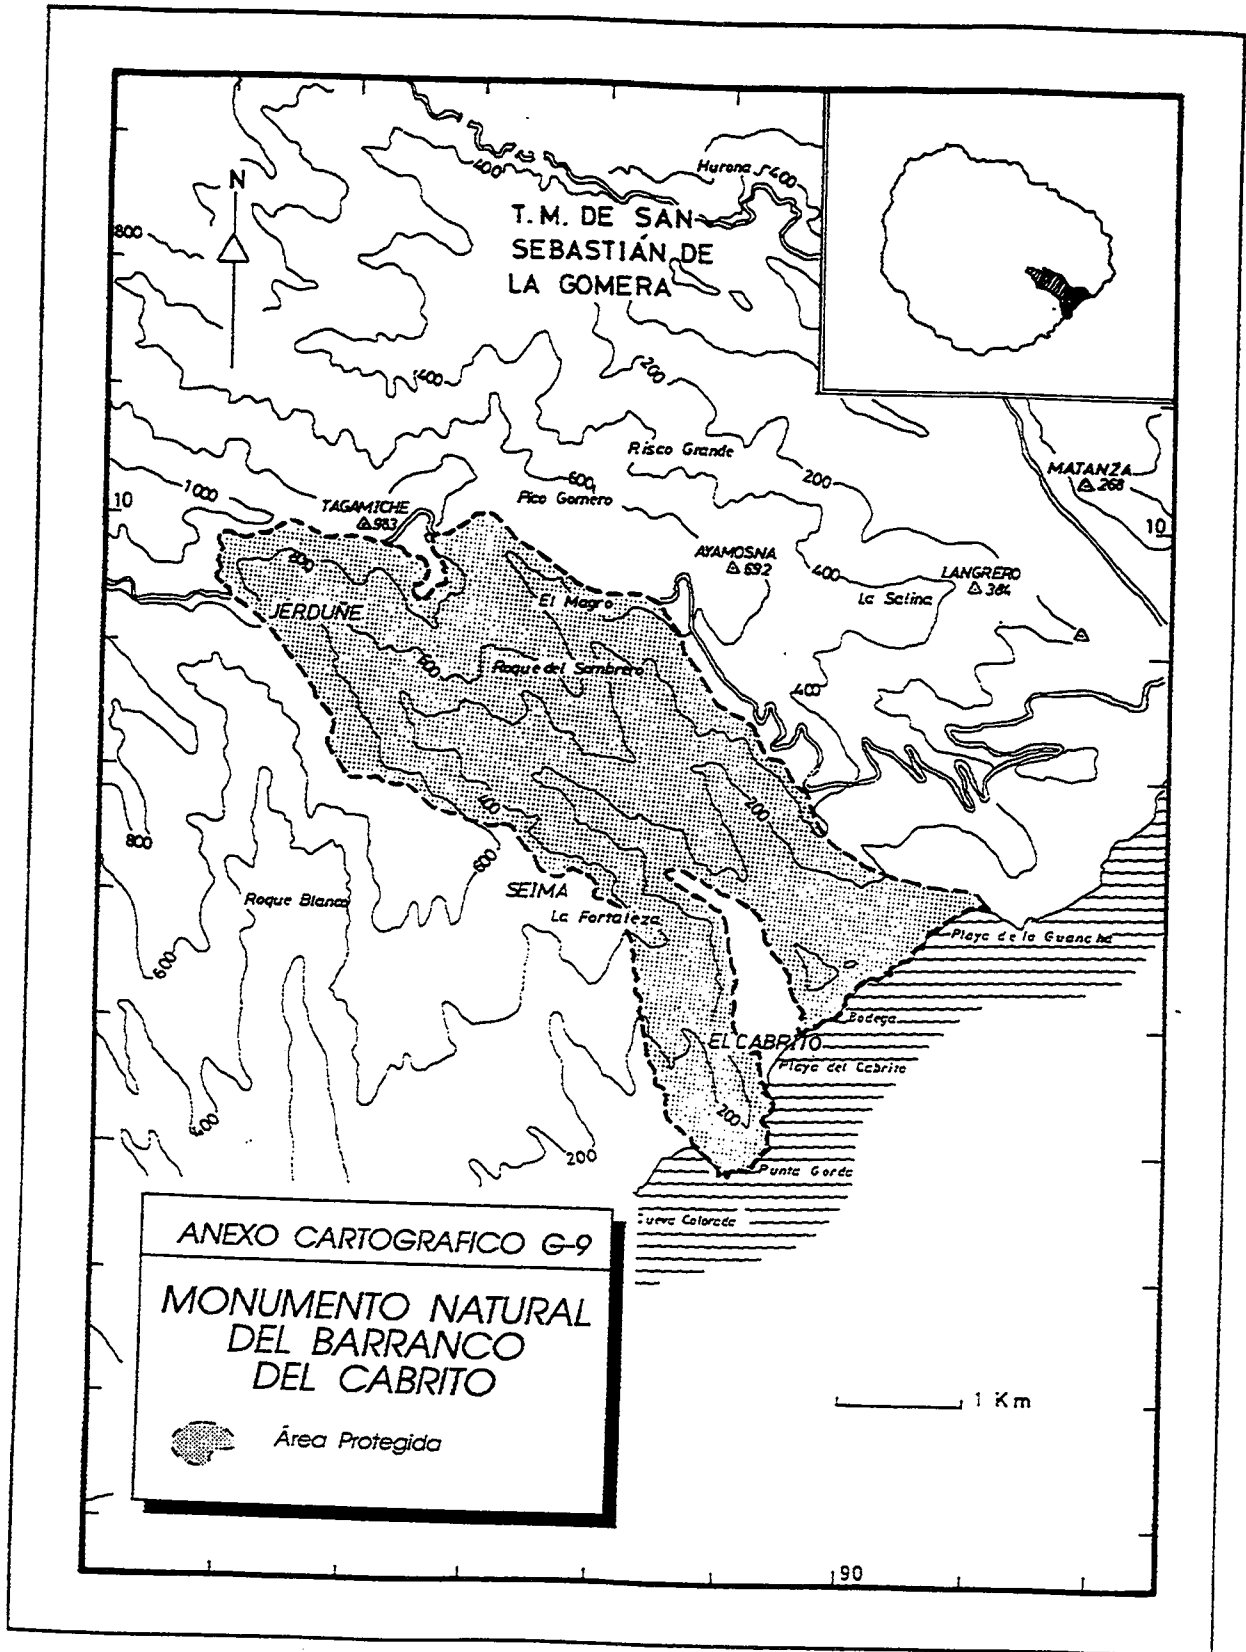 N
400
Hurona
400
T. M. DE SAN
SEBASTIÁN DE
LA GOMERA
800
400
200
Risco Grande
600
Pico Gomero
200
MATANZA
268
1000
10
TAGAMICHE
983
10
AYAMOSNA
692
400
LANGRERO
384
La Salina
800
El Magro
JERDUÑE
600
Roque del Sombrero
400
400
200
800
600
SEIMA
Roque Blanco
La Fortaleza
Playa de la Guancha
600
Bodega
EL CABRITO
Playa del Cabrito
400
200
200
Punta Gorda
Cueva Colorada
ANEXO CARTOGRAFICO G-9
MONUMENTO NATURAL
DEL BARRANCO
DEL CABRITO
Área Protegida
1 Km
90